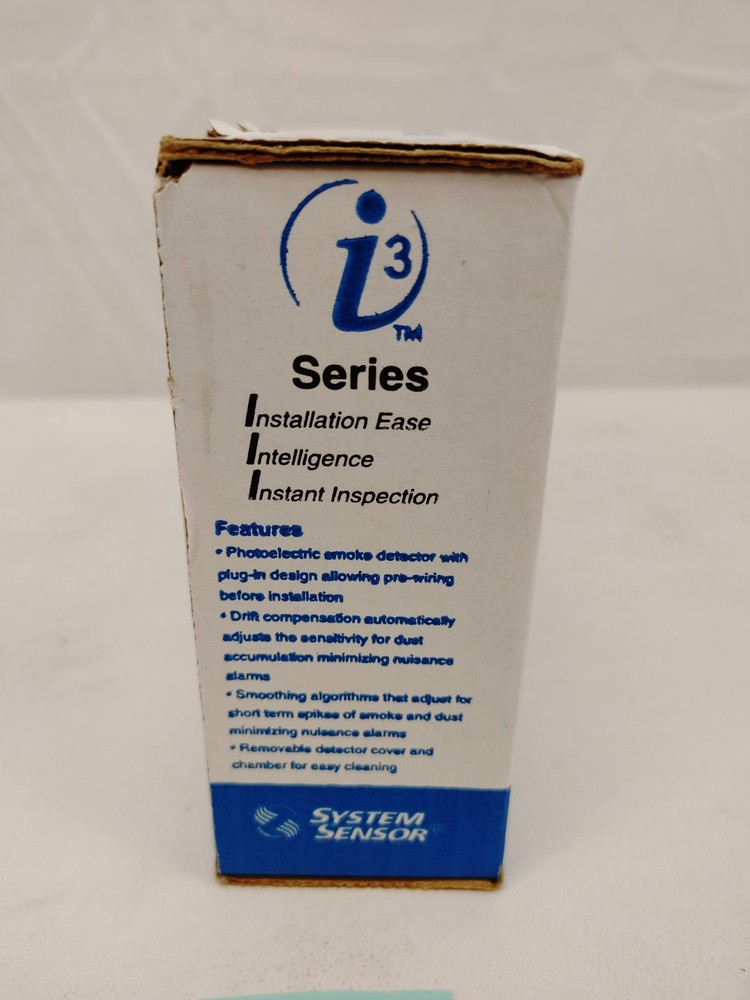 i3
TM
Series
Installation Ease
Intelligence
Instant Inspection
Features
• Photoelectric smoke detector with
plug-in design allowing pre-wiring
before installation
• Drift compensation automatically
adjusts the sensitivity for dust
accumulation minimizing nuisance
alarms
• Smoothing algorithms that adjust for
short term spikes of smoke and dust
minimizing nuisance alarms
• Removable detector cover and
chamber for easy cleaning
SYSTEM
SENSOR®